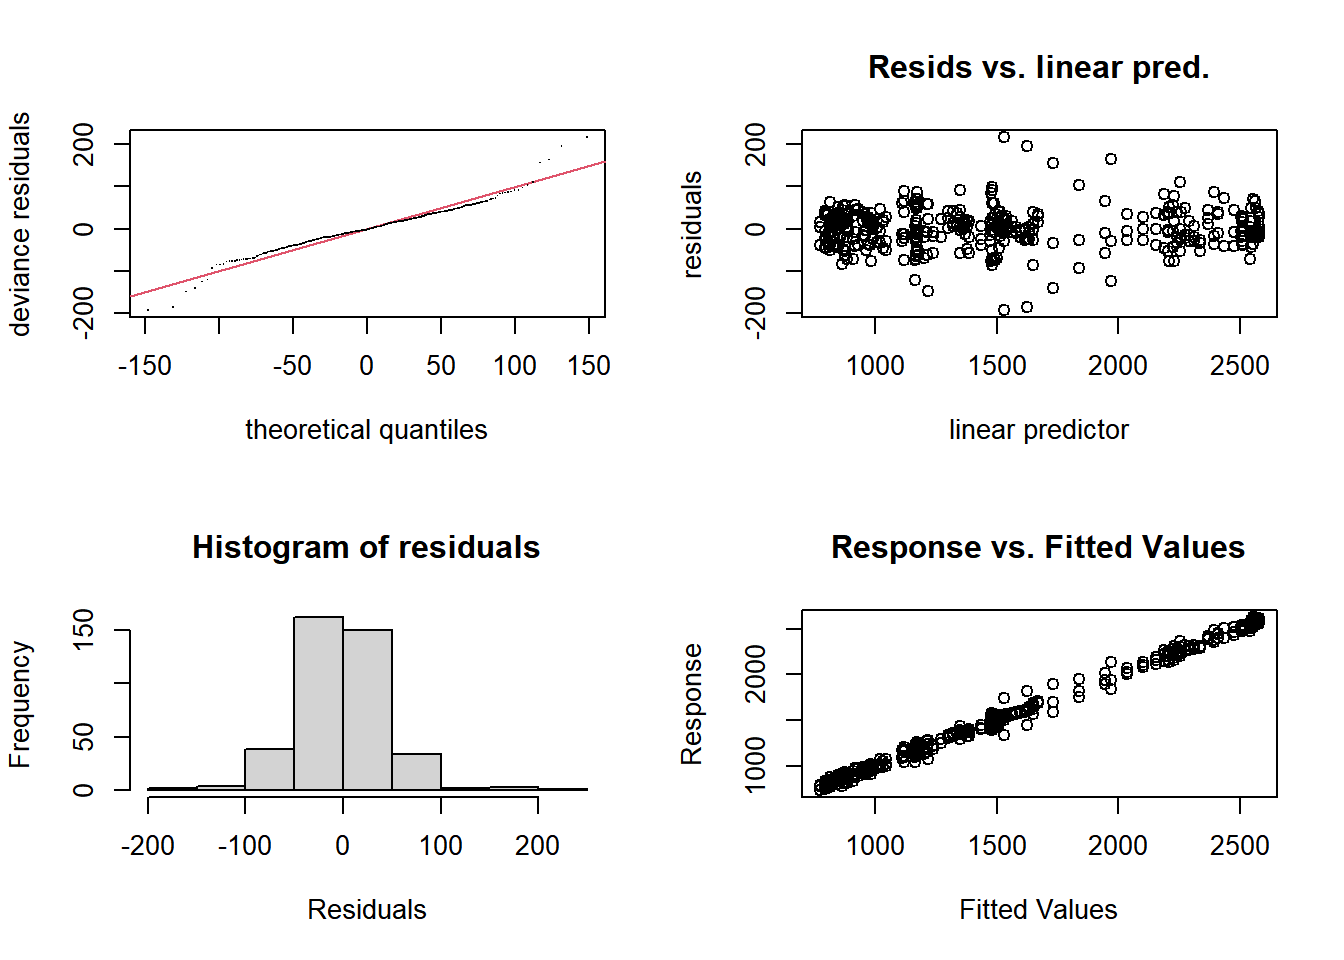 deviance residuals
200
0
-200
-150
-50
0
50
100
150
theoretical quantiles
Resids vs. linear pred.
residuals
200
0
-200
1000
1500
2000
2500
linear predictor
Histogram of residuals
Frequency
150
50
0
-200
-100
0
100
200
Residuals
Response vs. Fitted Values
Response
2000
1000
1000
1500
2000
2500
Fitted Values